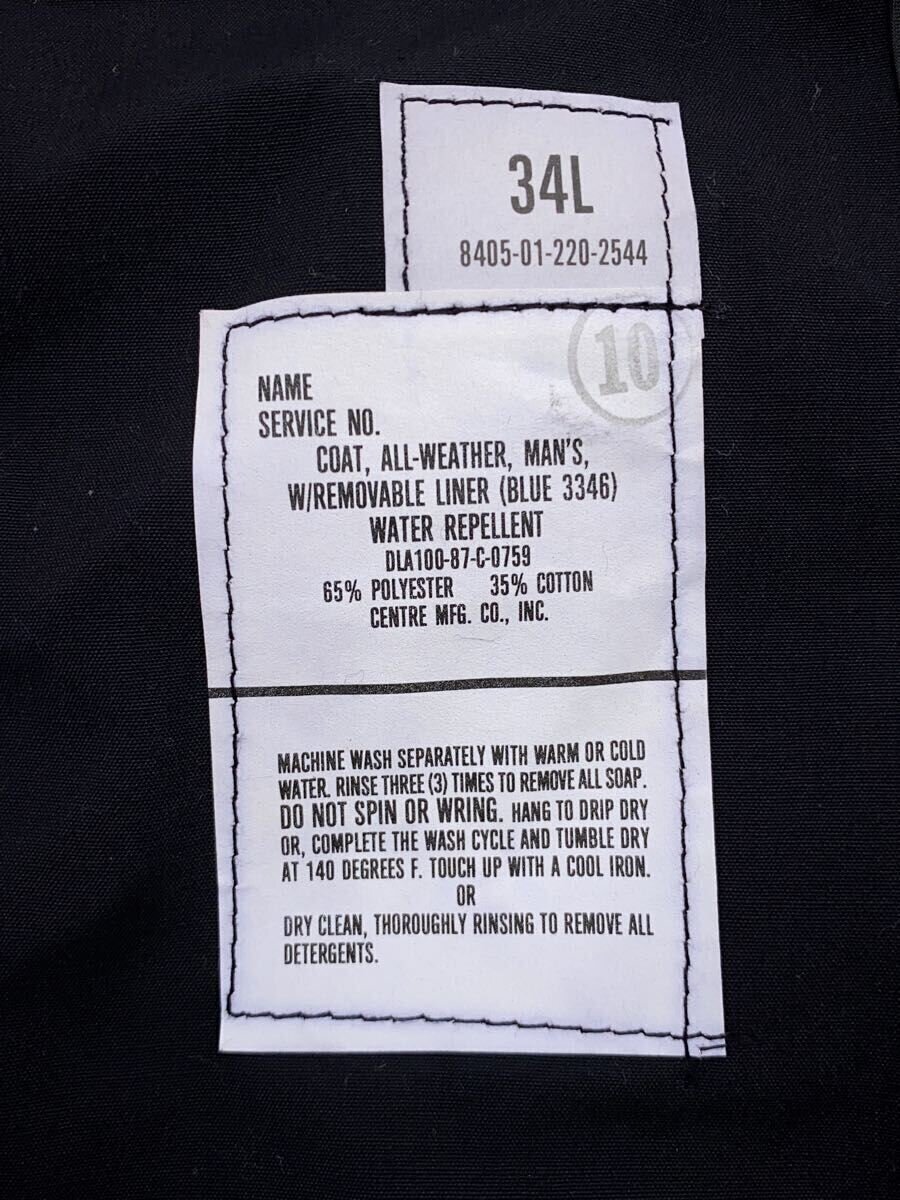 34L
8405-01-220-2544
10
NAME
SERVICE NO.
COAT, ALL-WEATHER, MAN'S,
W/REMOVABLE LINER (BLUE 3346)
WATER REPELLENT
DLA100-87-C-0759
65% POLYESTER 35% COTTON
CENTRE MFG. CO., INC.
MACHINE WASH SEPARATELY WITH WARM OR COLD
WATER. RINSE THREE (3) TIMES TO REMOVE ALL SOAP.
DO NOT SPIN OR WRING. HANG TO DRIP DRY
OR, COMPLETE THE WASH CYCLE AND TUMBLE DRY
AT 140 DEGREES F. TOUCH UP WITH A COOL IRON.
OR
DRY CLEAN, THOROUGHLY RINSING TO REMOVE ALL
DETERGENTS.